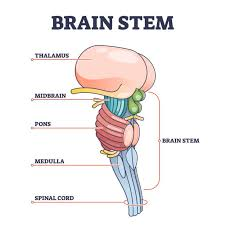 BRAIN STEM
THALAMUS
MIDBRAIN
PONS
BRAIN STEM
MEDULLA
SPINAL CORD